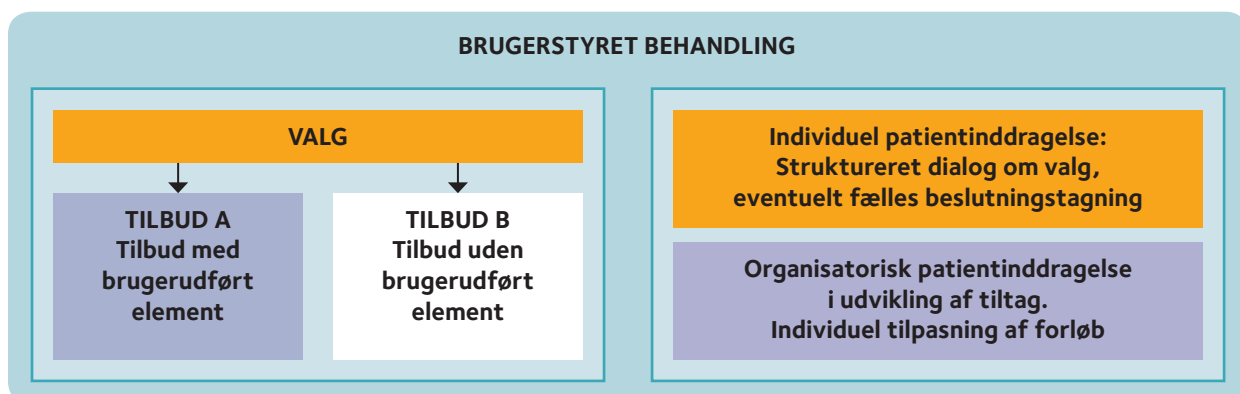 BRUGERSTYRET BEHANDLING
VALG
TILBUD A
Tilbud med
brugerudført
element
TILBUD B
Tilbud uden
brugerudført
element
Individuel patientinddragelse:
Struktureret dialog om valg,
eventuelt fælles beslutningstagning
Organisatorisk patientinddragelse
i udvikling af tiltag.
Individuel tilpasning af forløb